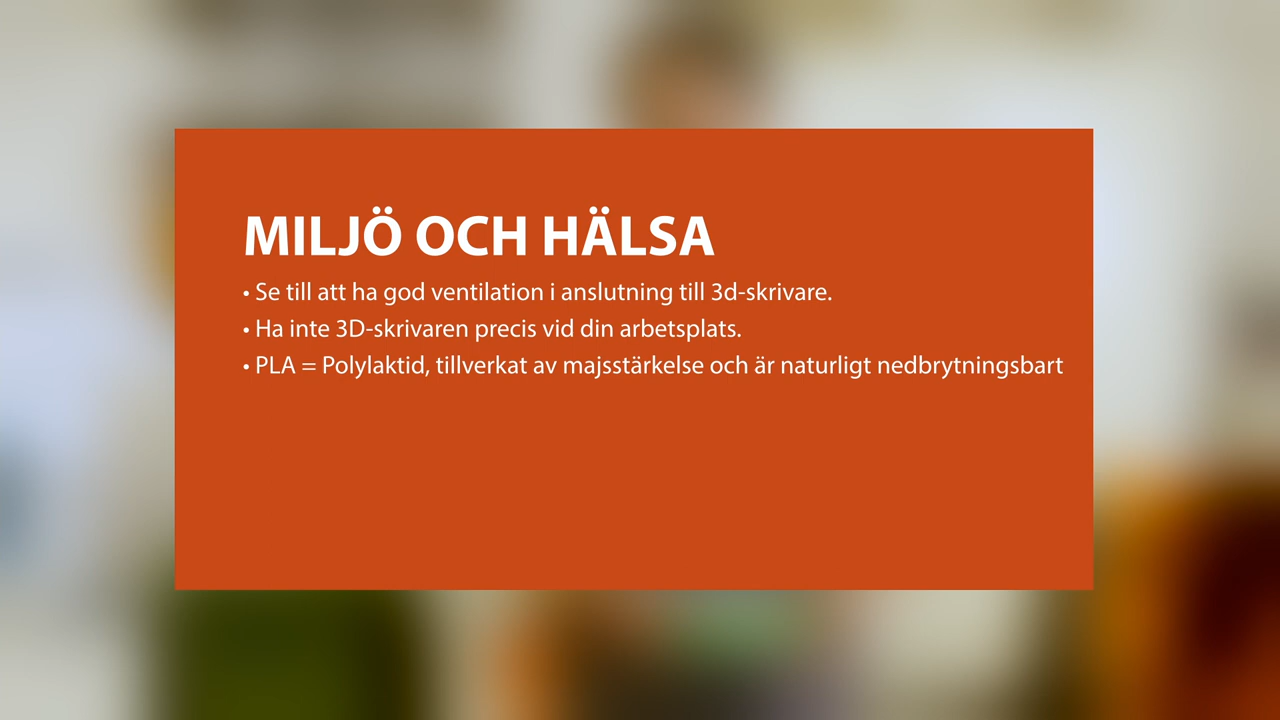 MILJÖ OCH HÄLSA
• Se till att ha god ventilation i anslutning till 3d-skrivare.
• Ha inte 3D-skrivaren precis vid din arbetsplats.
• PLA = Polylaktid, tillverkat av majsstärkelse och är naturligt nedbrytningsbart